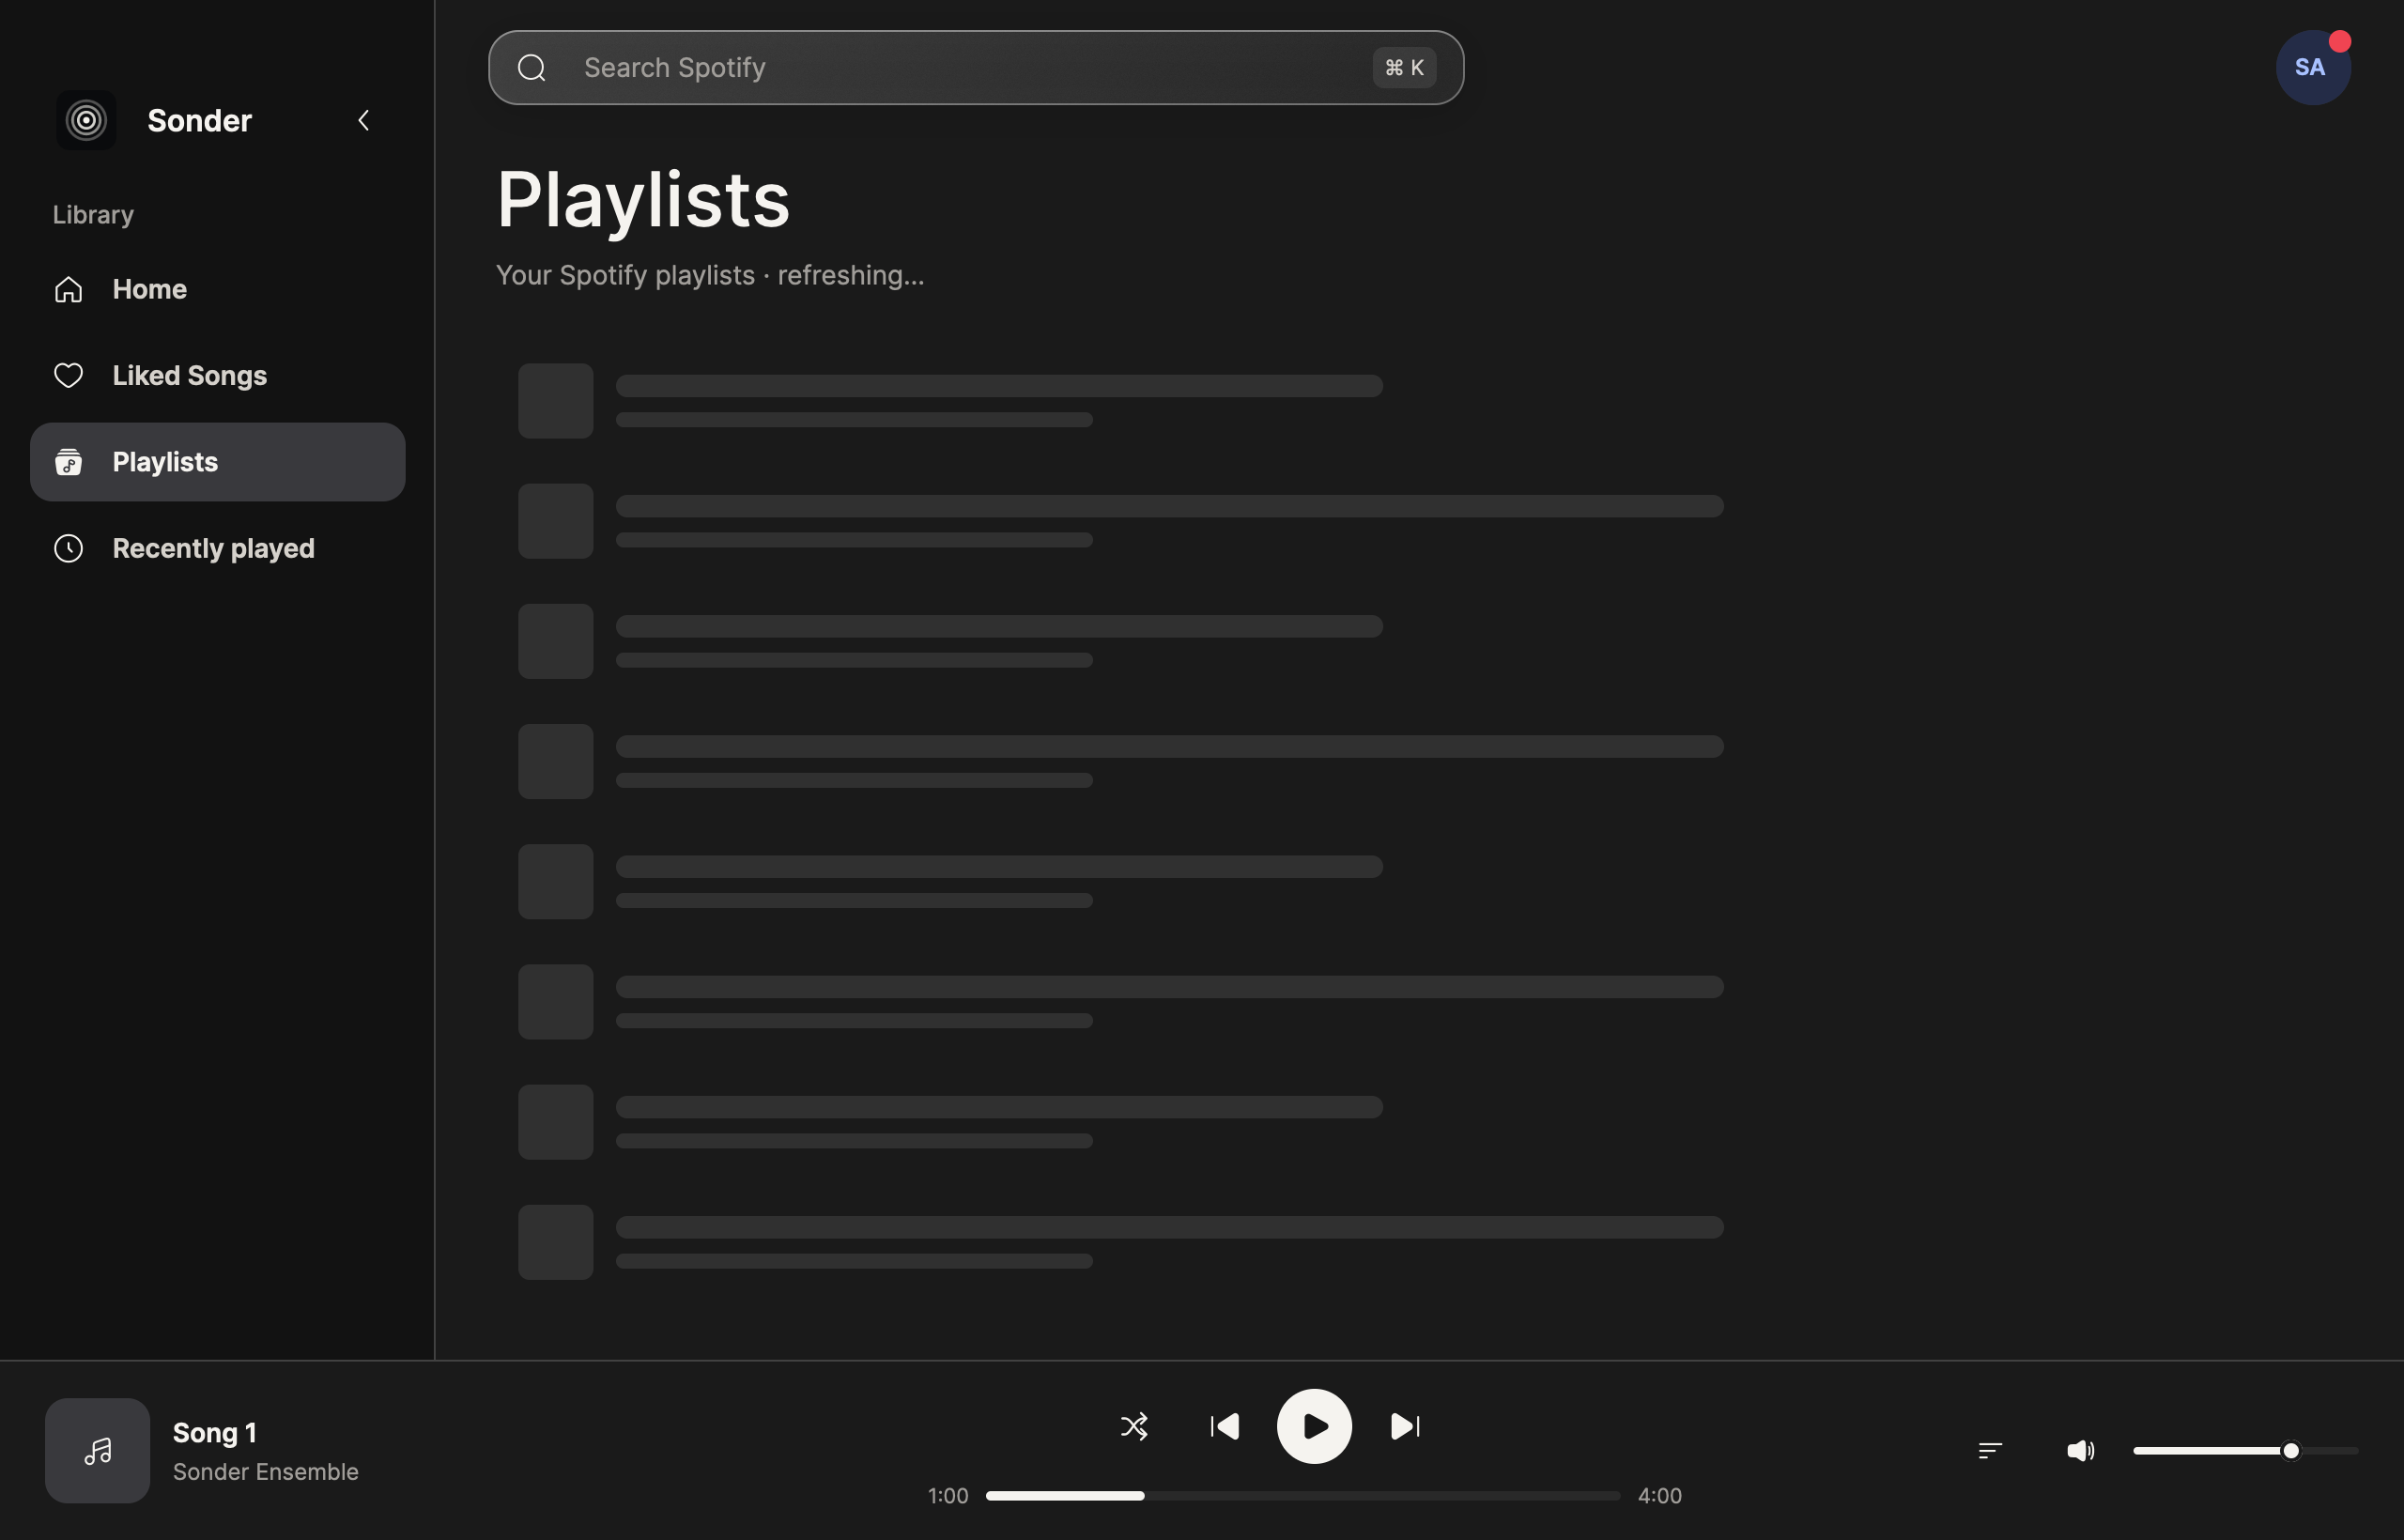 Search Spotify
⌘ K
SA
Sonder
Library
Home
Liked Songs
Playlists
Recently played
Playlists
Your Spotify playlists · refreshing...
Song 1
Sonder Ensemble
1:00
4:00